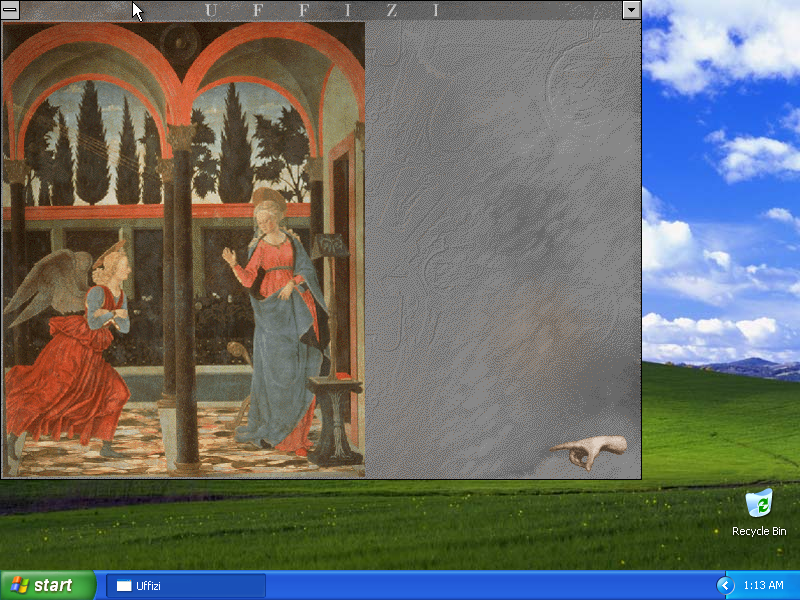 U F F I Z I
Recycle Bin
start
Uffizi
1:13 AM